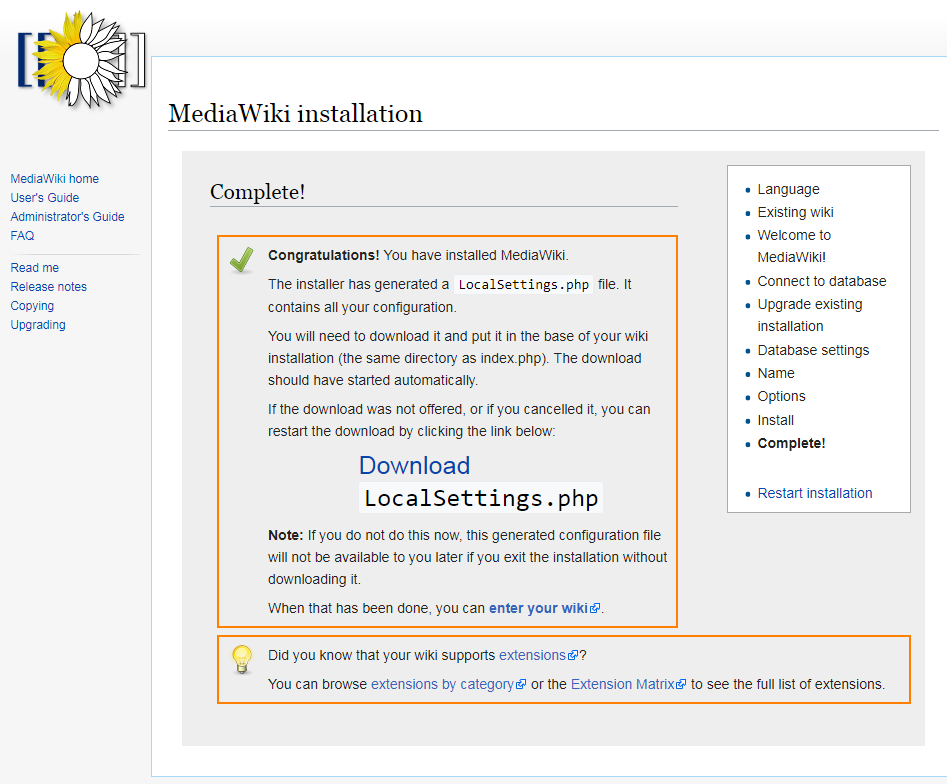 MediaWiki installation
MediaWiki home
User's Guide
Administrator's Guide
FAQ
Read me
Release notes
Copying
Upgrading
Complete!
Congratulations! You have installed MediaWiki.
The installer has generated a LocalSettings.php file. It
contains all your configuration.
You will need to download it and put it in the base of your wiki
installation (the same directory as index.php). The download
should have started automatically.
If the download was not offered, or if you cancelled it, you can
restart the download by clicking the link below:
Download
LocalSettings.php
Note: If you do not do this now, this generated configuration file
will not be available to you later if you exit the installation without
downloading it.
When that has been done, you can enter your wiki.
Did you know that your wiki supports extensions?
You can browse extensions by category or the Extension Matrix to see the full list of extensions.
Language
Existing wiki
Welcome to
MediaWiki!
Connect to database
Upgrade existing
installation
Database settings
Name
Options
Install
Complete!
Restart installation